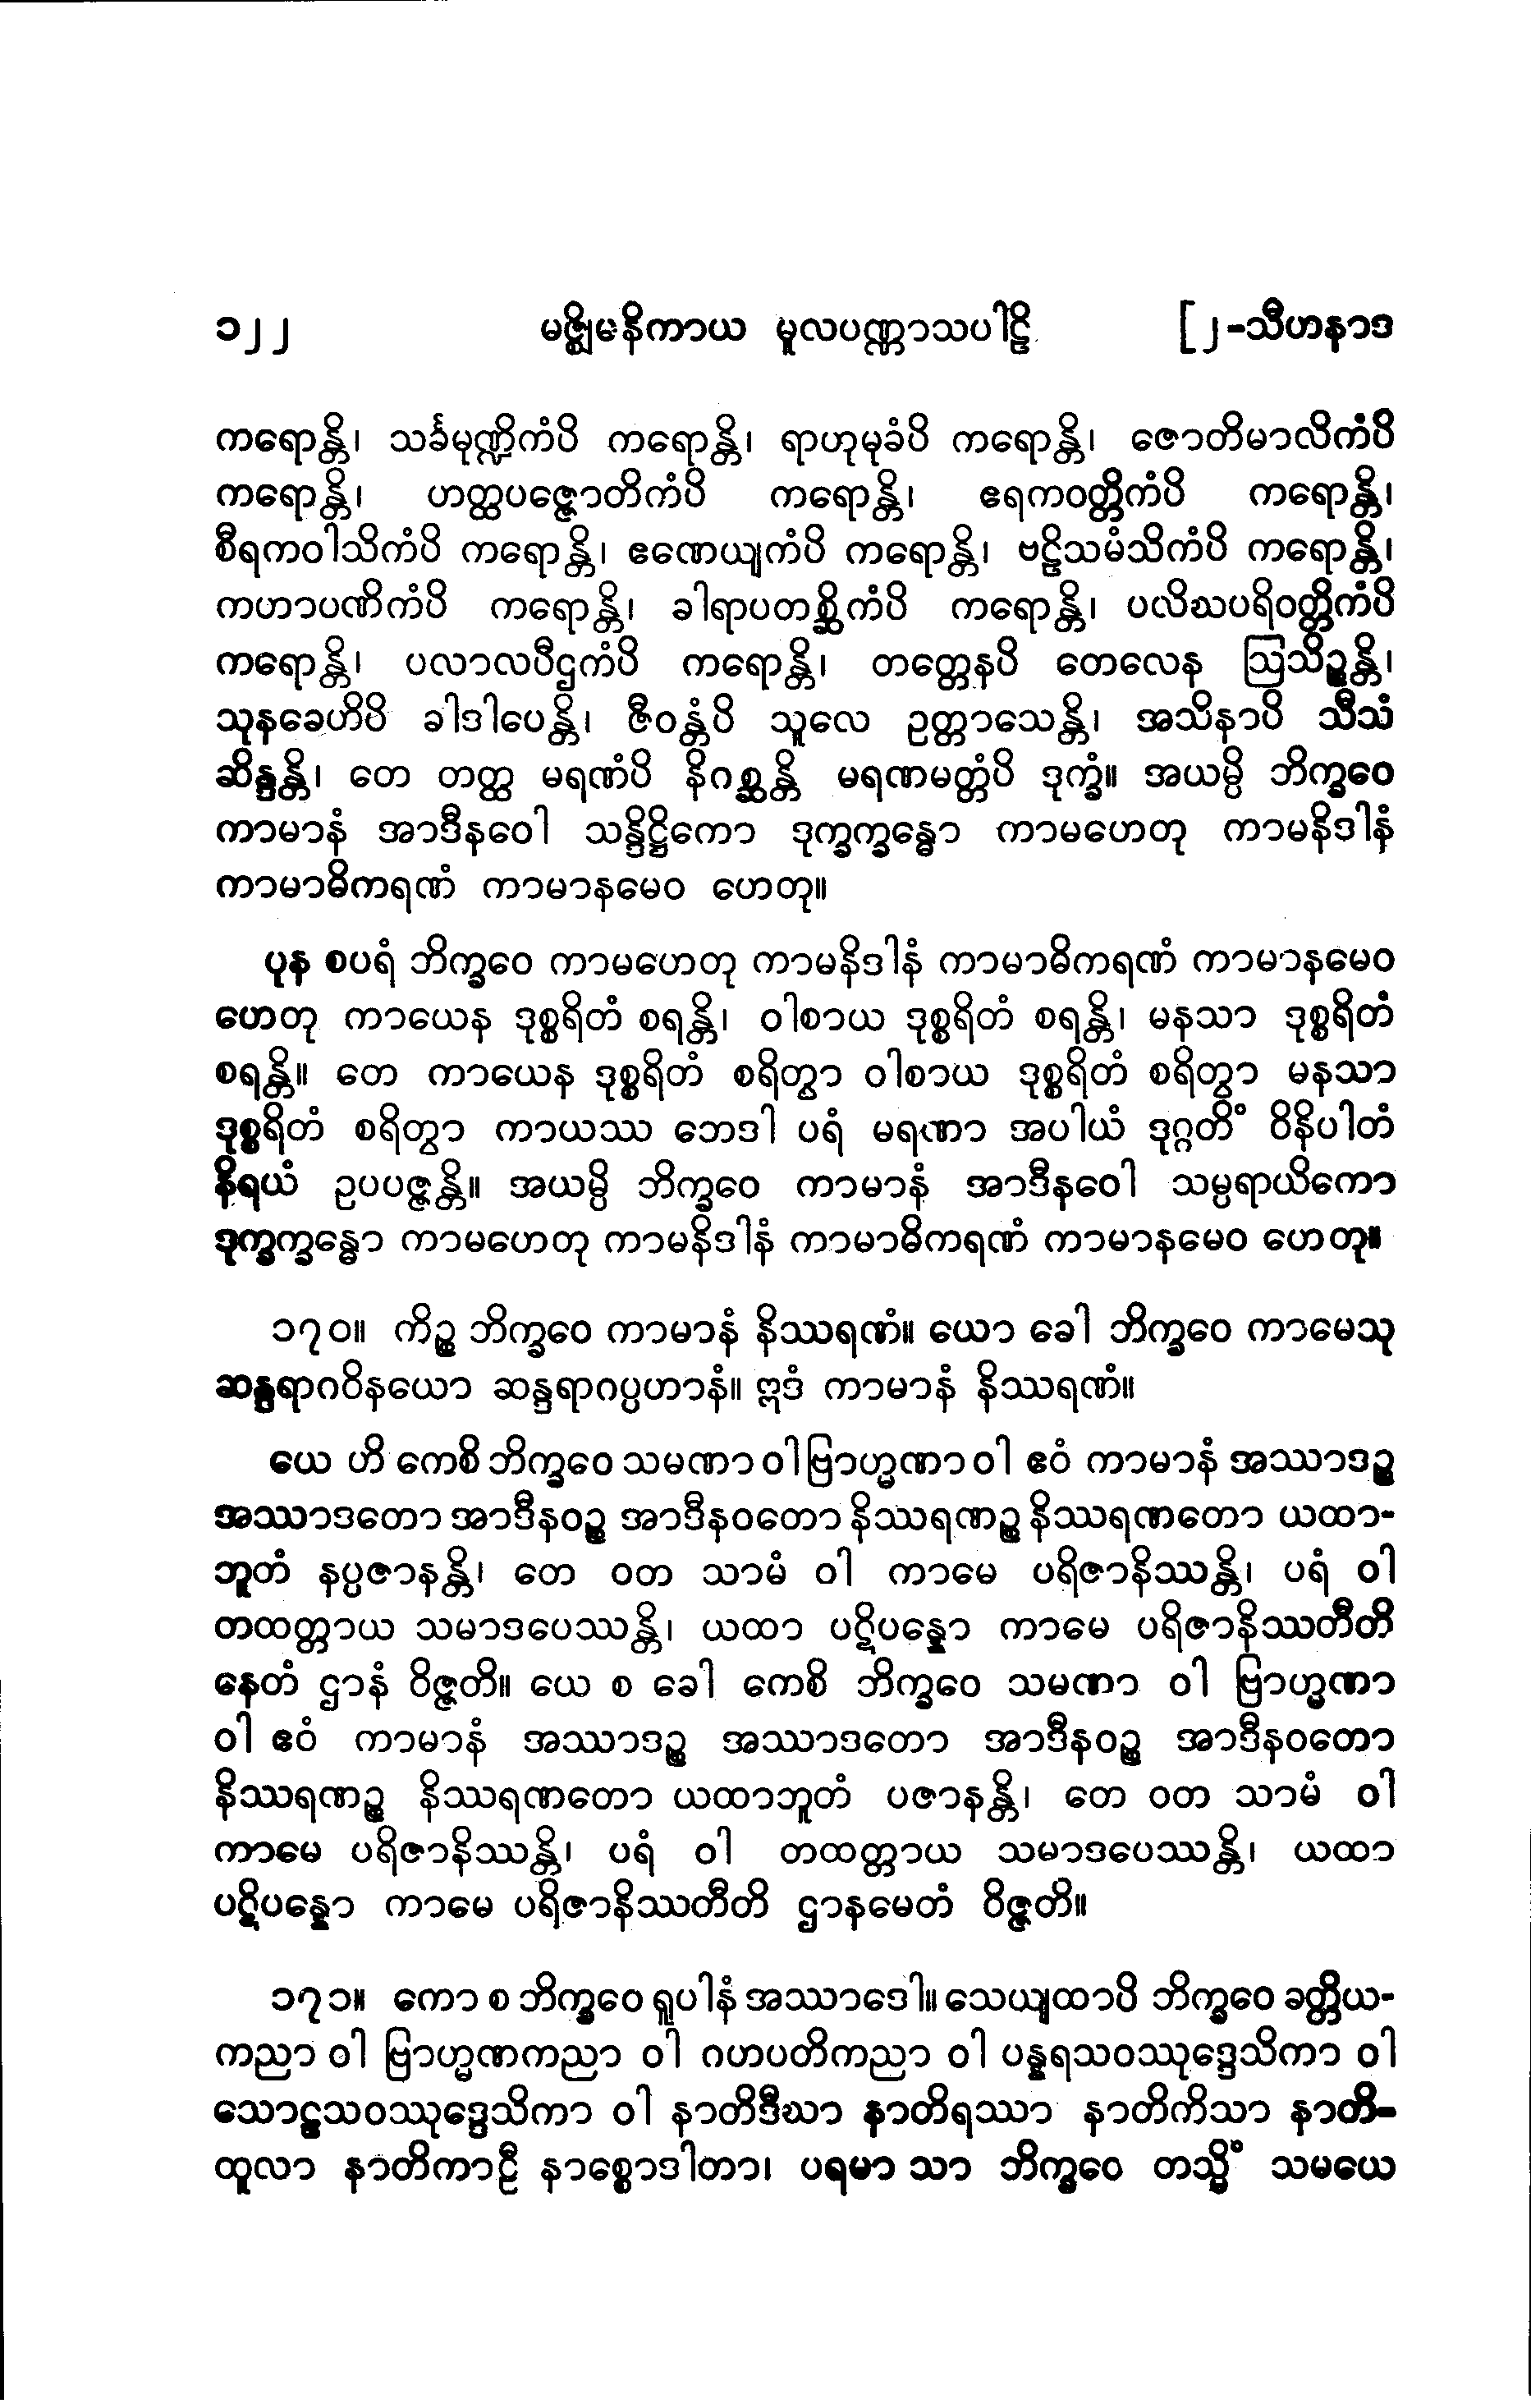 ၁၂၂ မဇ္ဈိမနိကာယ မူလပဏ္ဏာသပါဠိ [၂-သီဟနာဒ
ကရောန္တိ၊ သင်္ခမုဏ္ဍိကံပိ ကရောန္တိ၊ ရာဟုမုခံပိ ကရောန္တိ၊ ဇောတိမာလိကံပိ
ကရောန္တိ၊ ဟတ္ထပဇ္ဇောတိကံပိ ကရောန္တိ၊ ဧရကဝတ္တိကံပိ ကရောန္တိ၊
စီရကဝါသိကံပိ ကရောန္တိ၊ ဧဏေယျကံပိ ကရောန္တိ၊ ဗဠိသမံသိကံပိ ကရောန္တိ၊
ကဟာပဏိကံပိ ကရောန္တိ၊ ခါရာပတစ္ဆိကံပိ ကရောန္တိ၊ ပလိဃပရိဝတ္တိကံပိ
ကရောန္တိ၊ ပလာလပီဌကံပိ ကရောန္တိ၊ တတ္တေနပိ တေလေန ဩသိဉ္စန္တိ၊
သုနခေဟိပိ ခါဒါပေန္တိ၊ ဇီဝန္တံပိ သူလေ ဥတ္တာသေန္တိ၊ အသိနာပိ သီသံ
ဆိန္ဒန္တိ၊ တေ တတ္ထ မရဏံပိ နိဂစ္ဆန္တိ မရဏမတ္တံပိ ဒုက္ခံ။ အယမ္ပိ ဘိက္ခဝေ
ကာမာနံ အာဒီနဝေါ သန္ဒိဋ္ဌိကော ဒုက္ခက္ခန္ဓော ကာမဟေတု ကာမနိဒါနံ
ကာမာဓိကရဏံ ကာမာနမေဝ ဟေတု။
ပုန စပရံ ဘိက္ခဝေ ကာမဟေတု ကာမနိဒါနံ ကာမာဓိကရဏံ ကာမာနမေဝ
ဟေတု ကာယေန ဒုစ္စရိတံ စရန္တိ၊ ဝါစာယ ဒုစ္စရိတံ စရန္တိ၊ မနသာ ဒုစ္စရိတံ
စရန္တိ။ တေ ကာယေန ဒုစ္စရိတံ စရိတွာ ဝါစာယ ဒုစ္စရိတံ စရိတွာ မနသာ
ဒုစ္စရိတံ စရိတွာ ကာယဿ ဘေဒါ ပရံ မရဏာ အပါယံ ဒုဂ္ဂတိံ ဝိနိပါတံ
နိရယံ ဥပပဇ္ဇန္တိ။ အယမ္ပိ ဘိက္ခဝေ ကာမာနံ အာဒီနဝေါ သမ္ပရာယိကော
ဒုက္ခက္ခန္ဓော ကာမဟေတု ကာမနိဒါနံ ကာမာဓိကရဏံ ကာမာနမေဝ ဟေတု။
၁၇၀။ ကိဉ္စ ဘိက္ခဝေ ကာမာနံ နိဿရဏံ။ ယော ခေါ ဘိက္ခဝေ ကာမေသု
ဆန္ဒရာဂဝိနယော ဆန္ဒရာဂပ္ပဟာနံ။ ဣဒံ ကာမာနံ နိဿရဏံ။
ယေ ဟိ ကေစိ ဘိက္ခဝေ သမဏာ ဝါ ဗြာဟ္မဏာ ဝါ ဧဝံ ကာမာနံ အဿာဒဉ္စ
အဿာဒတော အာဒီနဝဉ္စ အာဒီနဝတော နိဿရဏဉ္စ နိဿရဏတော ယထာ-
ဘူတံ နပ္ပဇာနန္တိ၊ တေ ဝတ သာမံ ဝါ ကာမေ ပရိဇာနိဿန္တိ၊ ပရံ ဝါ
တထတ္တာယ သမာဒပေဿန္တိ၊ ယထာ ပဋိပန္နော ကာမေ ပရိဇာနိဿတီတိ
နေတံ ဌာနံ ဝိဇ္ဇတိ။ ယေ စ ခေါ ကေစိ ဘိက္ခဝေ သမဏာ ဝါ ဗြာဟ္မဏာ
ဝါ ဧဝံ ကာမာနံ အဿာဒဉ္စ အဿာဒတော အာဒီနဝဉ္စ အာဒီနဝတော
နိဿရဏဉ္စ နိဿရဏတော ယထာဘူတံ ပဇာနန္တိ၊ တေ ဝတ သာမံ ဝါ
ကာမေ ပရိဇာနိဿန္တိ၊ ပရံ ဝါ တထတ္တာယ သမာဒပေဿန္တိ၊ ယထာ
ပဋိပန္နော ကာမေ ပရိဇာနိဿတီတိ ဌာနမေတံ ဝိဇ္ဇတိ။
၁၇၁။ ကော စ ဘိက္ခဝေ ရူပါနံ အဿာဒေါ။ သေယျထာပိ ဘိက္ခဝေ ခတ္တိယ-
ကညာ ဝါ ဗြာဟ္မဏကညာ ဝါ ဂဟပတိကညာ ဝါ ပန္နရသဝဿုဒ္ဒေသိကာ ဝါ
သောဠသဝဿုဒ္ဒေသိကာ ဝါ နာတိဒီဃာ နာတိရဿာ နာတိကိသာ နာတိ-
ထူလာ နာတိကာဠီ နာစ္စောဒါတာ၊ ပရမာ သာ ဘိက္ခဝေ တသ္မိံ သမယေ